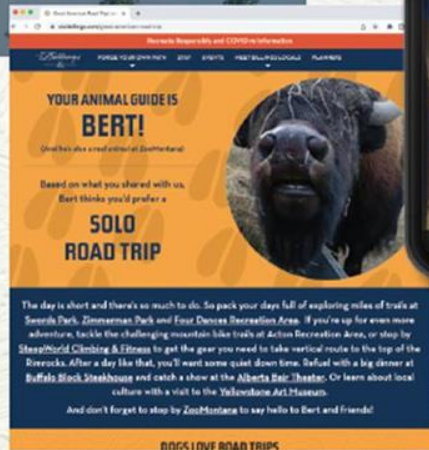 Recreate Responsibly and COVID-19 Information
Billings
FORGE YOUR OWN PATH STAY EVENTS MEET BILLINGS LOCALS PLANNERS
YOUR ANIMAL GUIDE IS
BERT!
(And he's also a real animal at ZooMontana)
Based on what you shared with us,
Bert thinks you'd prefer a
SOLO
ROAD TRIP
The day is short and there's so much to do. So pack your days full of exploring miles of trails at
Swords Park, Zimmerman Park and Four Dances Recreation Area. If you're up for even more
adventure, tackle the challenging mountain bike trails at Acton Recreation Area, or stop by
SteepWorld Climbing & Fitness to get the gear you need to take vertical route to the top of the
Rimrocks. After a day like that, you'll want some quiet down time. Refuel with a big dinner at
Buffalo Block Steakhouse and catch a show at the Alberta Bair Theater. Or learn about local
culture with a visit to the Yellowstone Art Museum.
And don't forget to stop by ZooMontana to say hello to Bert and friends!
DOGS LOVE ROAD TRIPS